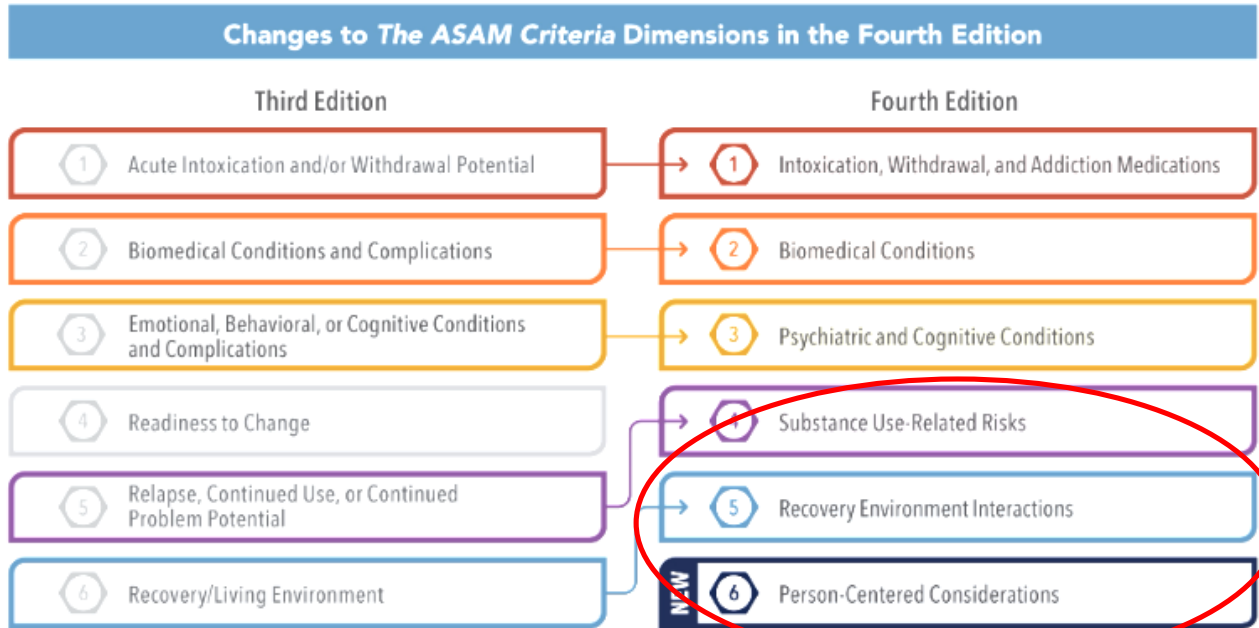 Changes to The ASAM Criteria Dimensions in the Fourth Edition
Third Edition
Fourth Edition
1 Acute Intoxication and/or Withdrawal Potential
1 Intoxication, Withdrawal, and Addiction Medications
2 Biomedical Conditions and Complications
2 Biomedical Conditions
3 Emotional, Behavioral, or Cognitive Conditions
and Complications
3 Psychiatric and Cognitive Conditions
4 Readiness to Change
4 Substance Use-Related Risks
5 Relapse, Continued Use, or Continued
Problem Potential
5 Recovery Environment Interactions
6 Recovery/Living Environment
NEW
6 Person-Centered Considerations